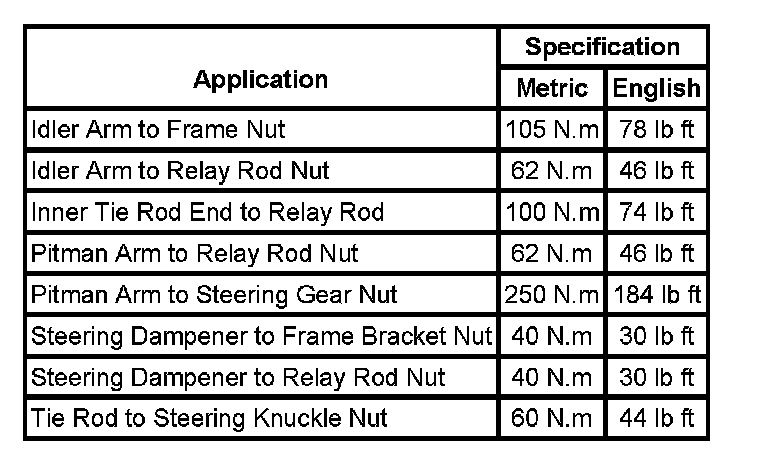 Application
Specification
Metric English
Idler Arm to Frame Nut 105 N.m 78 lb ft
Idler Arm to Relay Rod Nut 62 N.m 46 lb ft
Inner Tie Rod End to Relay Rod 100 N.m 74 lb ft
Pitman Arm to Relay Rod Nut 62 N.m 46 lb ft
Pitman Arm to Steering Gear Nut 250 N.m 184 lb ft
Steering Dampener to Frame Bracket Nut 40 N.m 30 lb ft
Steering Dampener to Relay Rod Nut 40 N.m 30 lb ft
Tie Rod to Steering Knuckle Nut 60 N.m 44 lb ft